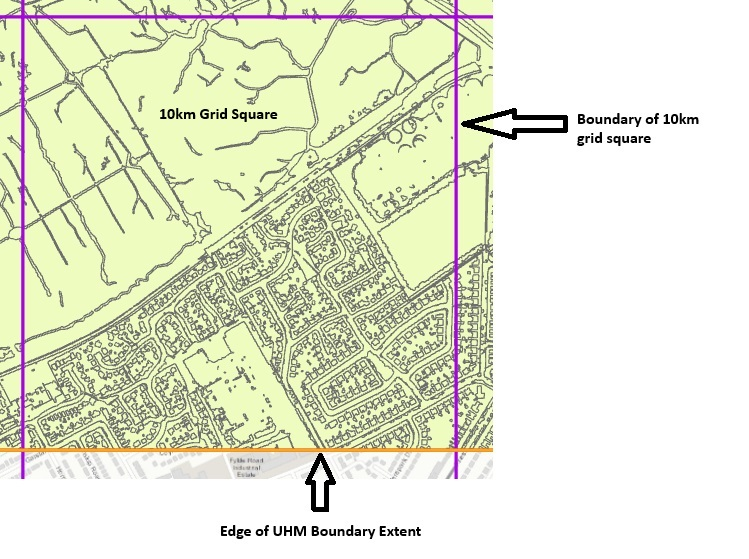 10km Grid Square
Boundary of 10km
grid square
Fylde Road
Industrial
Estate
Edge of UHM Boundary Extent